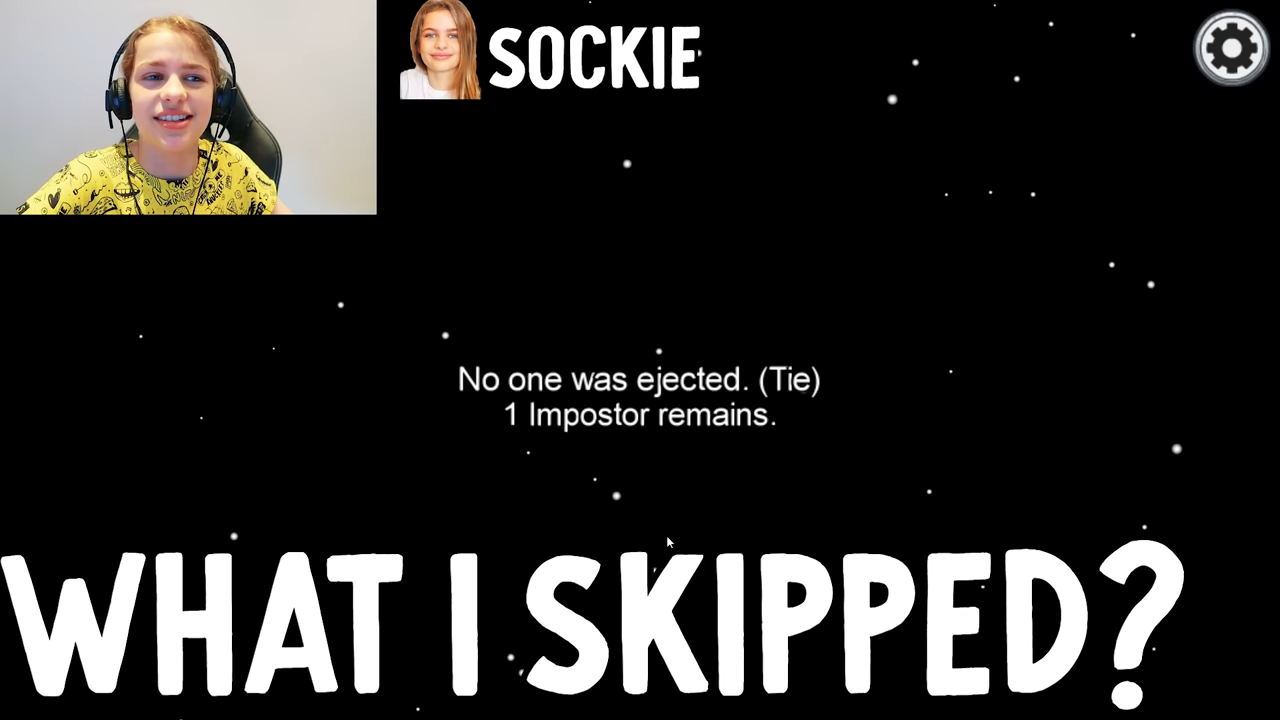 SOCKIE
No one was ejected. (Tie)
1 Impostor remains.
WHAT I SKIPPED?